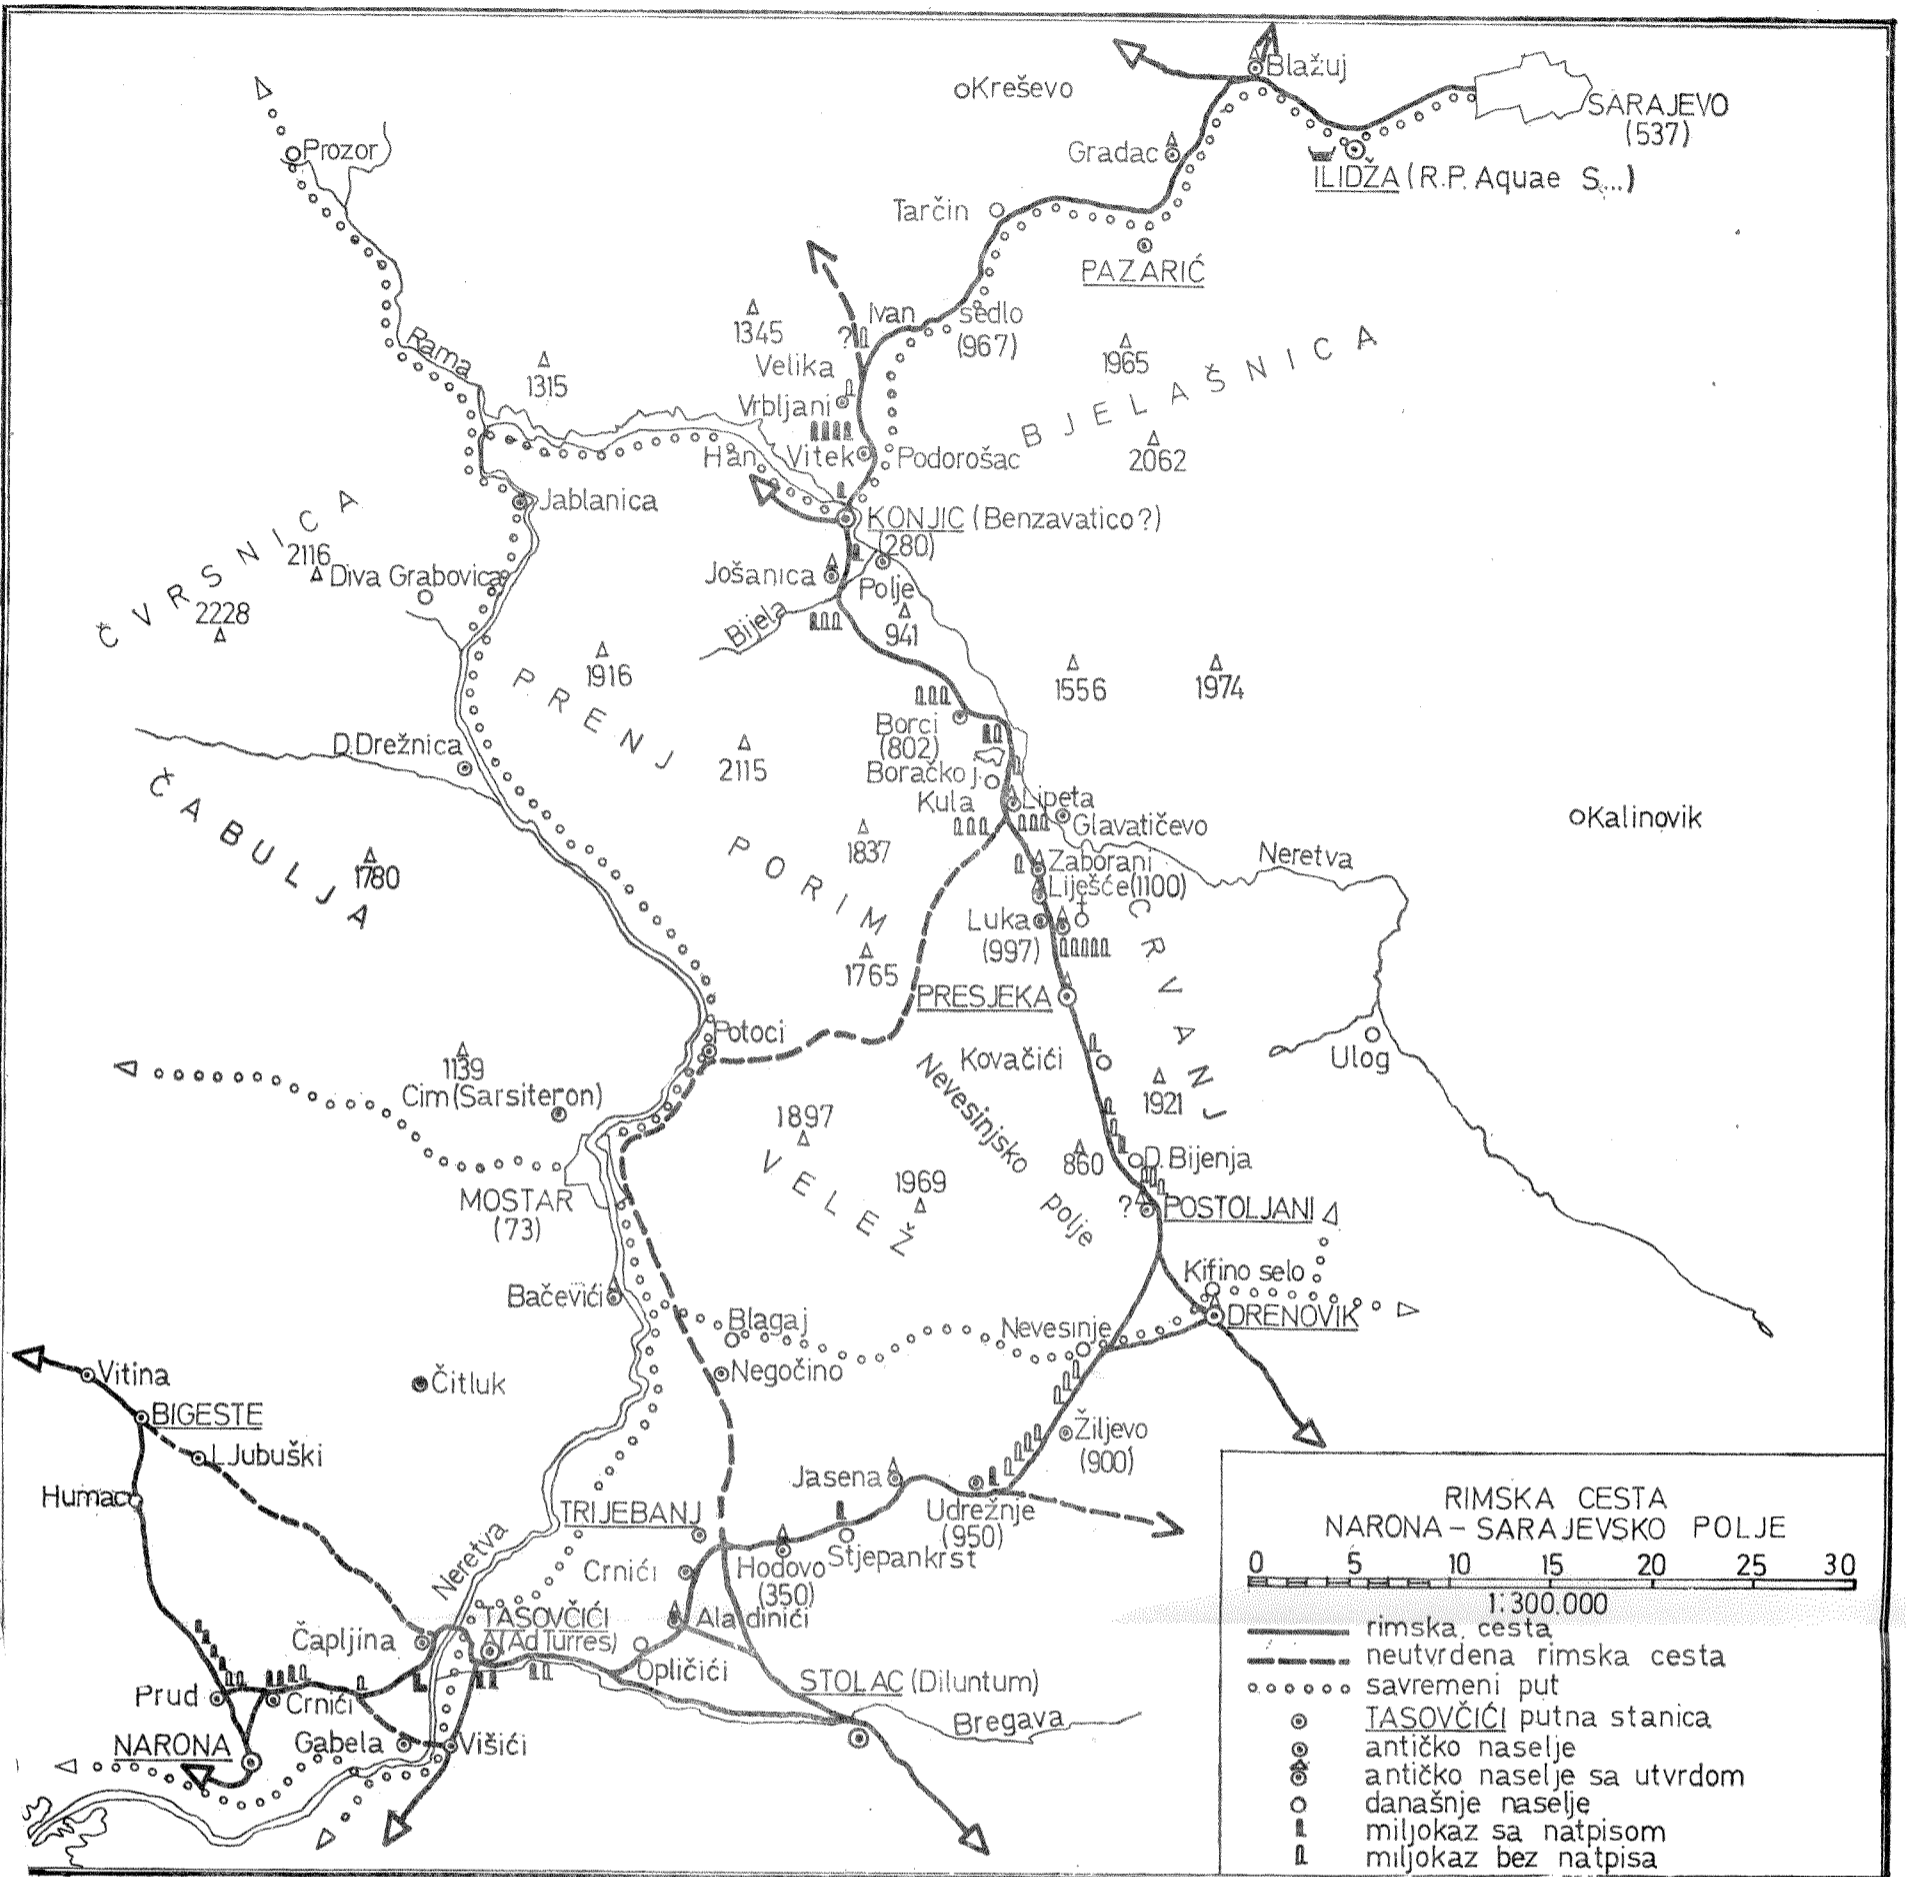 Blažuj
Kreševo
SARAJEVO
(537)
Prozor
Gradac
ILIDŽA (R.P. Aquae S...)
Tarčin
PAZARIĆ
Ivan sedlo
(967)
1345
?
1965
Rama
1315
Velika
Vrbljani
BJELAŠNICA
2062
Han
Vitek
Podorošac
Jablanica
KONJIC (Benzavatico?)
(280)
ČVRSNICA
2116
Diva Grabovica
2228
Jošanica
Polje
941
Bijela
1916
1556
1974
PRENJ
Borci
(802)
D.Drežnica
2115
Boračko j.
ČABULJA
Kula
Lipeta
Glavatičevo
Kalinovik
1780
PORIM
1837
Zaborani
Neretva
Liješće(1100)
Luka
(997)
CRVANJ
1765
PRESJEKA
Potoci
Kovačići
Ulog
1139
Cim(Sarsiteron)
Nevesinjsko polje
1921
1897
860
D.Bijenja
VELEŽ
1969
MOSTAR
(73)
?
POSTOLJANI
Kifino selo
Bačevići
Blagaj
Nevesinje
DRENOVIK
Vitina
Čitluk
Negočino
BIGESTE
LJubuški
Žiljevo
(900)
Humac
Jasena
Udrežnje
(950)
TRIJEBANJ
Neretva
Stjepankrst
Crnići
Hodovo
(350)
TASOVČIĆI
(Ad Turres)
Aladinići
Čapljina
Opličići
STOLAC (Diluntum)
Prud
Crnići
Bregava
NARONA
Gabela
Višići
RIMSKA CESTA
NARONA – SARAJEVSKO POLJE
0 5 10 15 20 25 30
1:300.000
rimska cesta
neutvrdena rimska cesta
savremeni put
TASOVČIĆI putna stanica
antičko naselje
antičko naselje sa utvrdom
današnje naselje
miljokaz sa natpisom
miljokaz bez natpisa